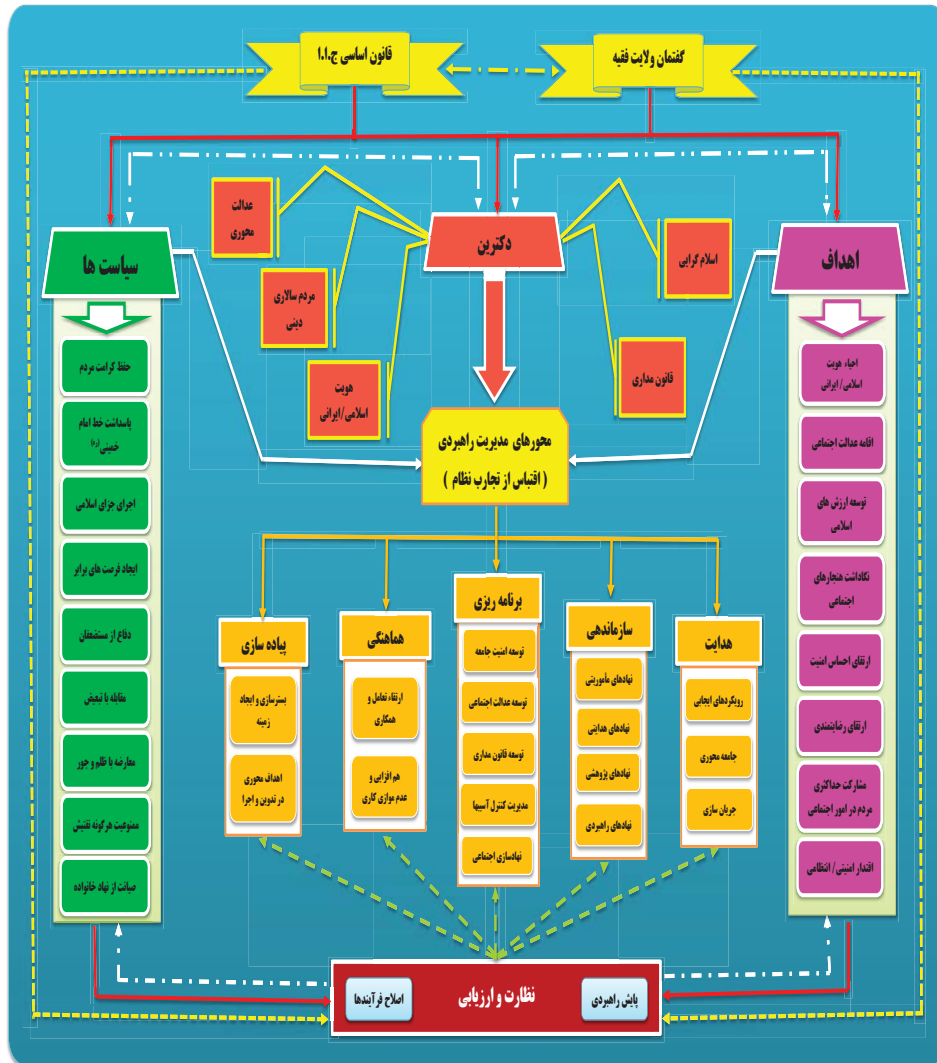 گفتمان ولایت فقیه
قانون اساسی ج.ا.ا
اهداف
دکترین
سیاست ها
اسلام گرایی
قانون مداری
عدالت
محوری
مردم سالاری
دینی
هویت
اسلامی/ ایرانی
احیاء هویت
اسلامی/ ایرانی
اقامه عدالت اجتماعی
توسعه ارزش های
اسلامی
نگاداشت هنجارهای
اجتماعی
ارتقای احساس امنیت
ارتقای رضایتمندی
مشارکت حداکثری
مردم در امور اجتماعی
اقتدار امنیتی/ انتظامی
محورهای مدیریت راهبردی
( اقتباس از تجارب نظام )
حفظ کرامت مردم
پاسداشت خط امام
خمینی(ره)
اجرای جزای اسلامی
ایجاد فرصت های برابر
دفاع از مستضعفان
مقابله با تبعیض
معارضه با ظلم و جور
ممنوعیت هرگونه تفتیش
صیانت از نهاد خانواده
هدایت
رویکردهای ایجابی
جامعه محوری
جریان سازی
سازماندهی
نهادهای مأموریتی
نهادهای هدایتی
نهادهای پژوهشی
نهادهای راهبردی
برنامه ریزی
توسعه امنیت جامعه
توسعه عدالت اجتماعی
توسعه قانون مداری
مدیریت کنترل آسیبها
نهادسازی اجتماعی
هماهنگی
ارتقاء تعامل و
همکاری
هم افزایی و
عدم موازی کاری
پیاده سازی
بسترسازی و ایجاد
زمینه
اهداف محوری
در تدوین و اجرا
نظارت و ارزیابی
پایش راهبردی
اصلاح فرآیندها